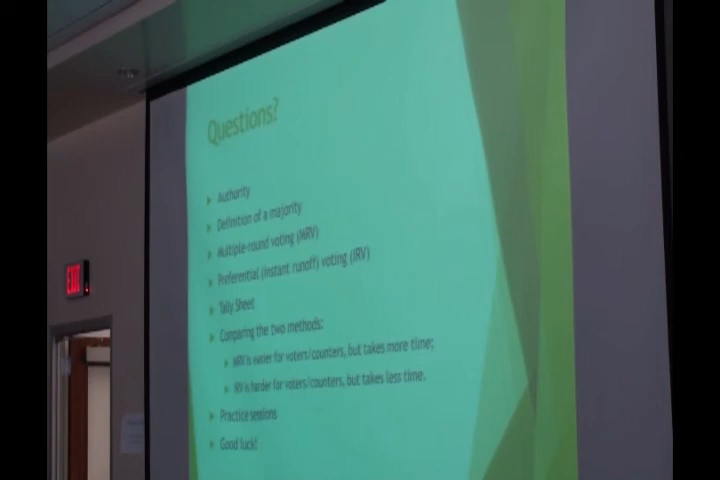 Questions?
Authority
Definition of a majority
Multiple-round voting (MRV)
Preferential (instant runoff) voting (IRV)
Tally Sheet
Comparing the two methods:
MRV is easier for voters/counters, but takes more time;
IRV is harder for voters/counters, but takes less time.
Practice sessions
Good luck!
EXIT